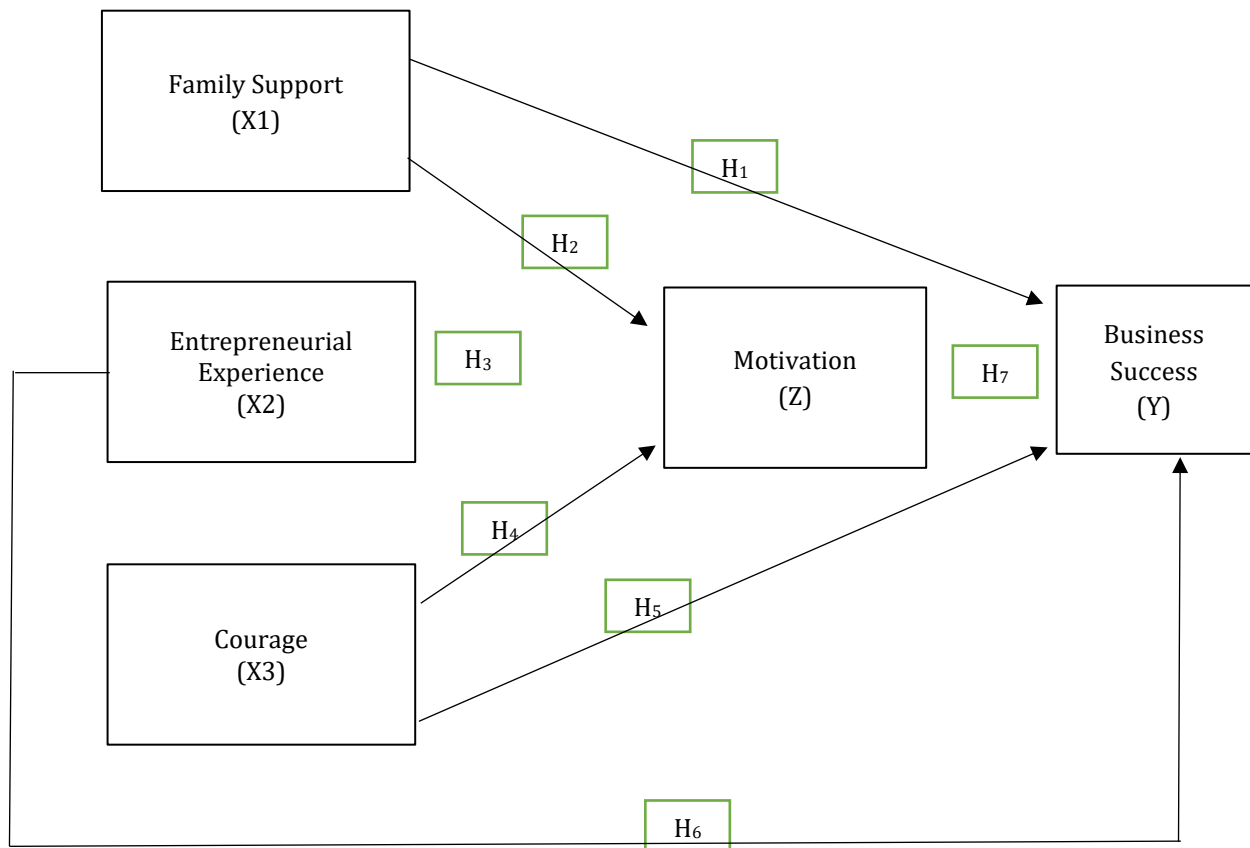 Family Support
(X1)
H₁
H₂
Entrepreneurial
Experience
(X2)
H₃
Motivation
(Z)
H₇
Business
Success
(Y)
H₄
H₅
Courage
(X3)
H₆